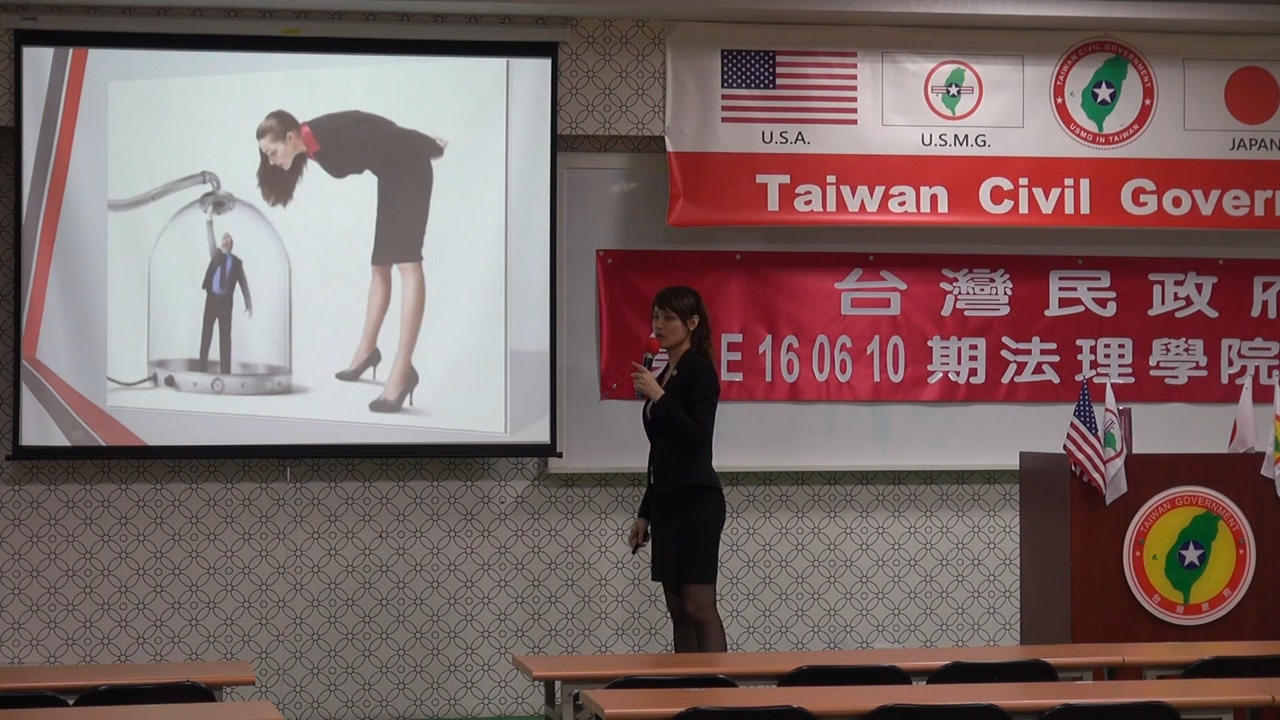 U.S.A.
U.S.M.G.
JAPAN
TAIWAN CIVIL GOVERNMENT
USMG IN TAIWAN
Taiwan Civil Govern
台灣民政府
E 16 06 10 期法理學院
TAIWAN GOVERNMENT
台灣政府